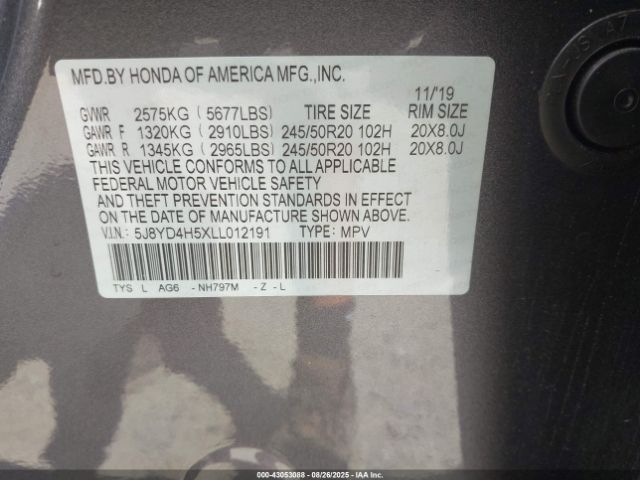 MFD.BY HONDA OF AMERICA MFG.,INC.
11/'19
GVWR 2575KG ( 5677LBS) TIRE SIZE RIM SIZE
GAWR F 1320KG ( 2910LBS) 245/50R20 102H 20X8.0J
GAWR R 1345KG ( 2965LBS) 245/50R20 102H 20X8.0J
THIS VEHICLE CONFORMS TO ALL APPLICABLE
FEDERAL MOTOR VEHICLE SAFETY
AND THEFT PREVENTION STANDARDS IN EFFECT
ON THE DATE OF MANUFACTURE SHOWN ABOVE.
V.I.N.: 5J8YD4H5XLL012191 TYPE: MPV
TYS L AG6 -NH797M -Z-L
000-43053088 - 08/26/2025 - IAA Inc.